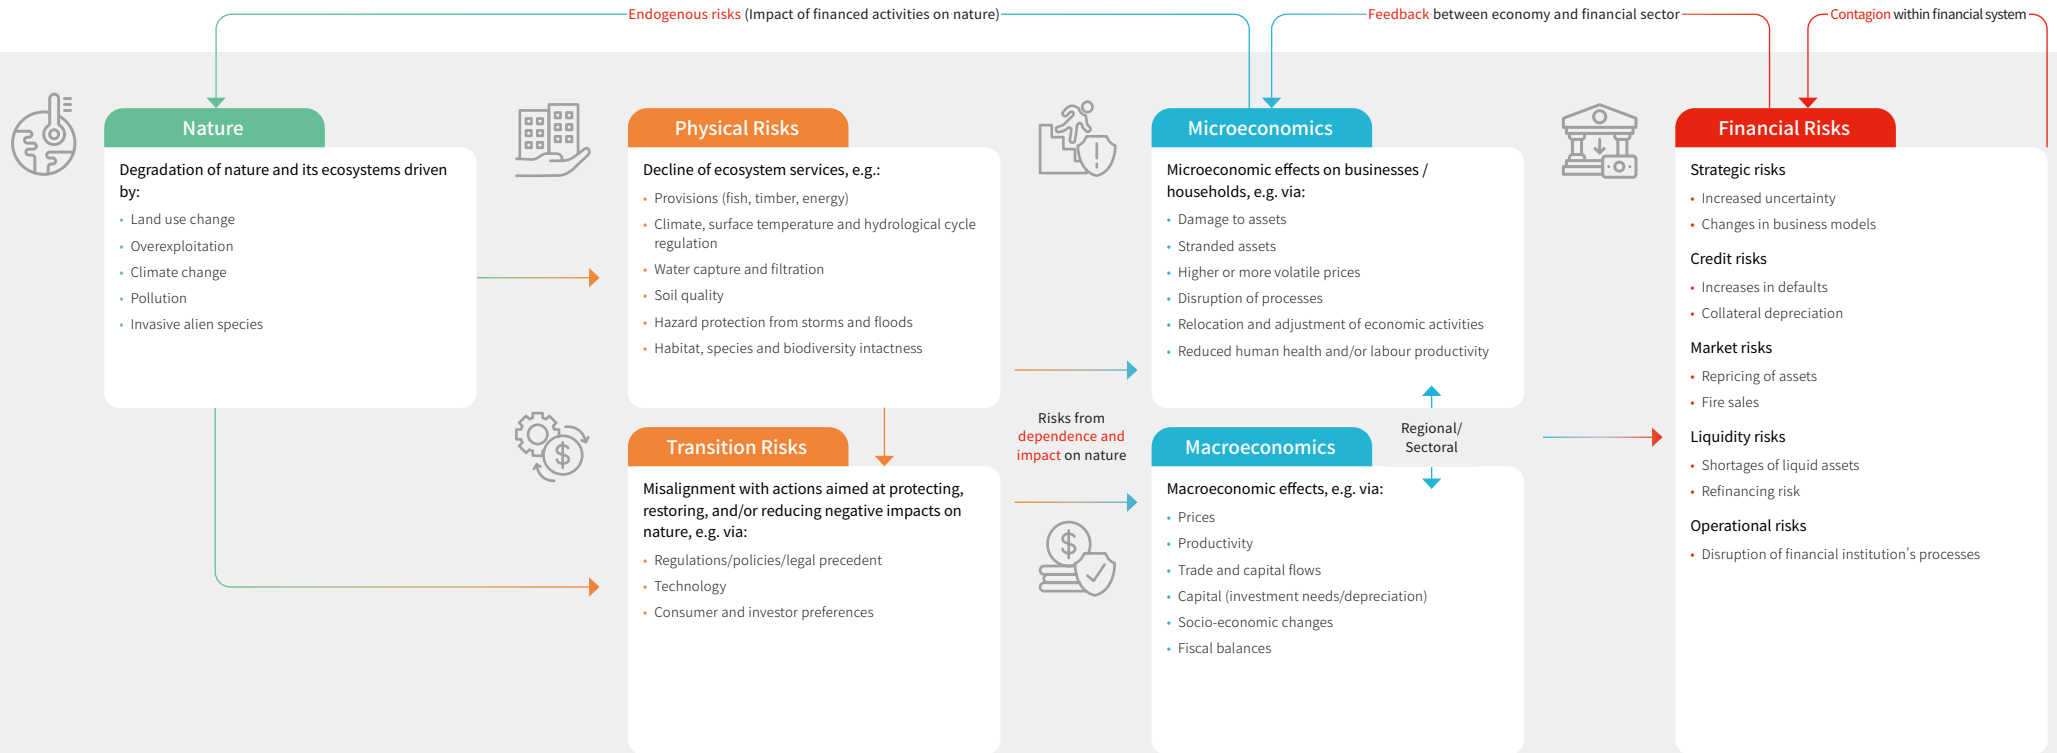 Endogenous risks (Impact of financed activities on nature)
Feedback between economy and financial sector
Contagion within financial system
Nature
Degradation of nature and its ecosystems driven
by:
• Land use change
• Overexploitation
• Climate change
• Pollution
• Invasive alien species
Physical Risks
Decline of ecosystem services, e.g.:
• Provisions (fish, timber, energy)
• Climate, surface temperature and hydrological cycle
regulation
• Water capture and filtration
• Soil quality
• Hazard protection from storms and floods
• Habitat, species and biodiversity intactness
Transition Risks
Misalignment with actions aimed at protecting,
restoring, and/or reducing negative impacts on
nature, e.g. via:
• Regulations/policies/legal precedent
• Technology
• Consumer and investor preferences
Risks from
dependence and
impact on nature
Microeconomics
Microeconomic effects on businesses /
households, e.g. via:
• Damage to assets
• Stranded assets
• Higher or more volatile prices
• Disruption of processes
• Relocation and adjustment of economic activities
• Reduced human health and/or labour productivity
Regional/
Sectoral
Macroeconomics
Macroeconomic effects, e.g. via:
• Prices
• Productivity
• Trade and capital flows
• Capital (investment needs/depreciation)
• Socio-economic changes
• Fiscal balances
Financial Risks
Strategic risks
• Increased uncertainty
• Changes in business models
Credit risks
• Increases in defaults
• Collateral depreciation
Market risks
• Repricing of assets
• Fire sales
Liquidity risks
• Shortages of liquid assets
• Refinancing risk
Operational risks
• Disruption of financial institution's processes